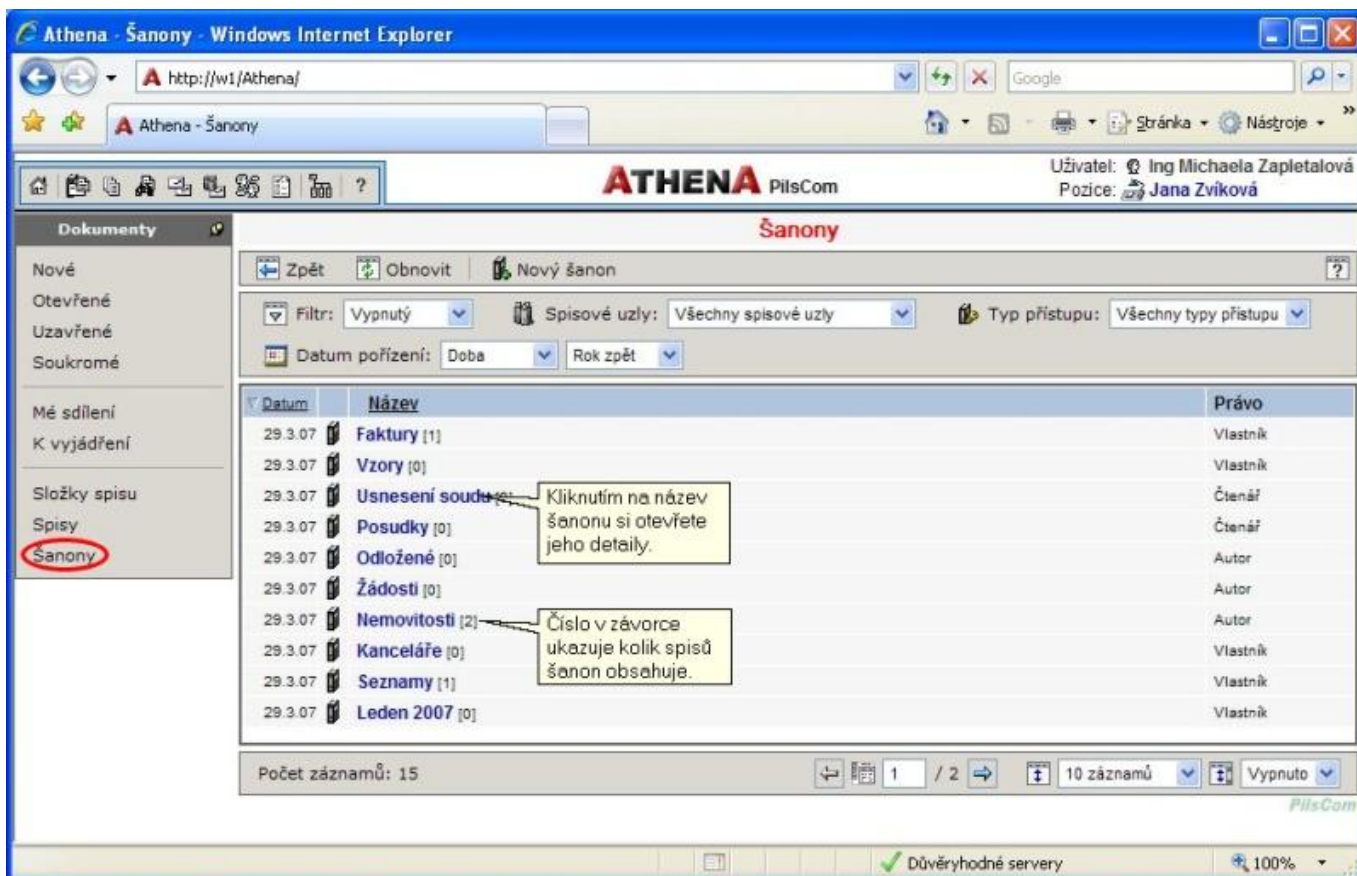 Athena - Šanony - Windows Internet Explorer
http://w1/Athena/
Google
Athena - Šanony
Stránka
Nástroje
»
ATHENA PilsCom
Uživatel: Ing Michaela Zapletalová
Pozice: Jana Zvíková
?
Dokumenty
Nové
Otevřené
Uzavřené
Soukromé
Mé sdílení
K vyjádření
Složky spisu
Spisy
Šanony
Šanony
Zpět Obnovit Nový šanon ?
Filtr: Vypnutý Spisové uzly: Všechny spisové uzly Typ přístupu: Všechny typy přístupu
Datum pořízení: Doba Rok zpět
Datum Název Právo
29.3.07 Faktury [1] Vlastník
29.3.07 Vzory [0] Vlastník
29.3.07 Usnesení soudu Čtenář
29.3.07 Posudky [0] Čtenář
29.3.07 Odložené [0] Autor
29.3.07 Žádosti [0] Autor
29.3.07 Nemovitosti [2] Autor
29.3.07 Kanceláře [0] Vlastník
29.3.07 Seznamy [1] Vlastník
29.3.07 Leden 2007 [0] Vlastník
Kliknutím na název
šanonu si otevřete
jeho detaily.
Číslo v závorce
ukazuje kolik spisů
šanon obsahuje.
Počet záznamů: 15 1 / 2 10 záznamů Vypnuto
PilsCom
Důvěryhodné servery 100%